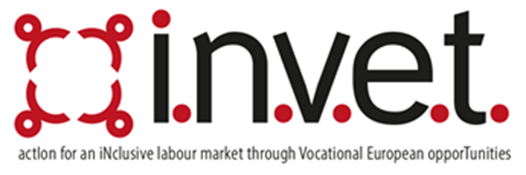 i.n.v.e.t.
actIon for an iNclusive labour market through Vocational European opporTunities